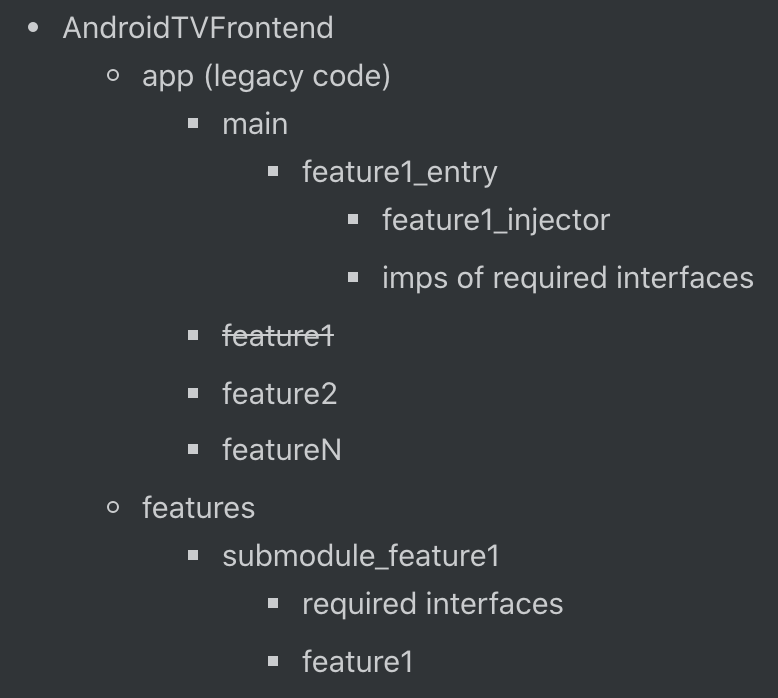 AndroidTVFrontend
app (legacy code)
main
feature1_entry
feature1_injector
imps of required interfaces
feature1
feature2
featureN
features
submodule_feature1
required interfaces
feature1